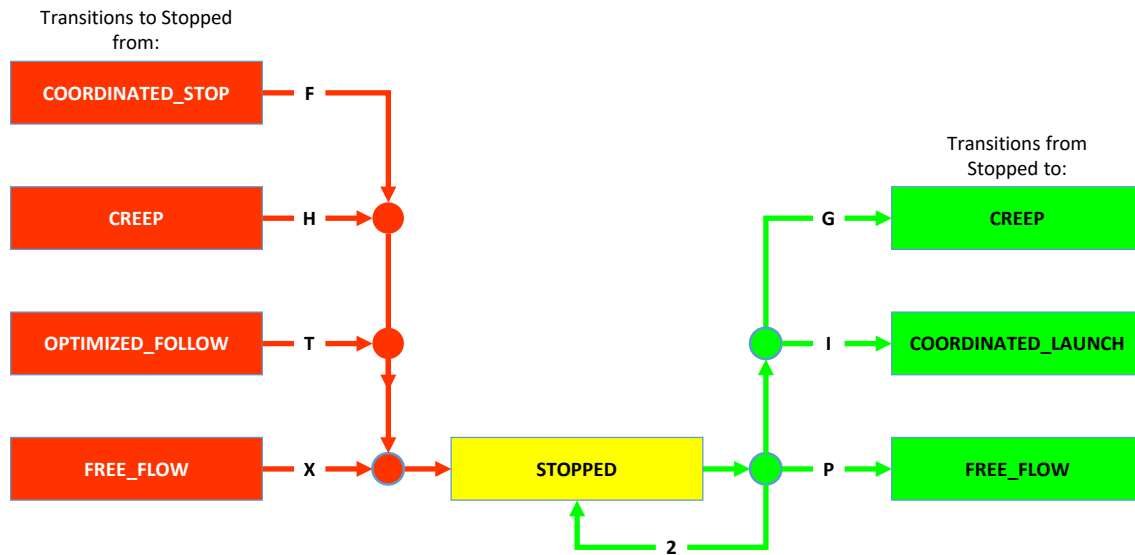 Transitions to Stopped
from:
COORDINATED_STOP
F
CREEP
H
OPTIMIZED_FOLLOW
T
FREE_FLOW
X
STOPPED
2
Transitions from
Stopped to:
G
CREEP
I
COORDINATED_LAUNCH
P
FREE_FLOW